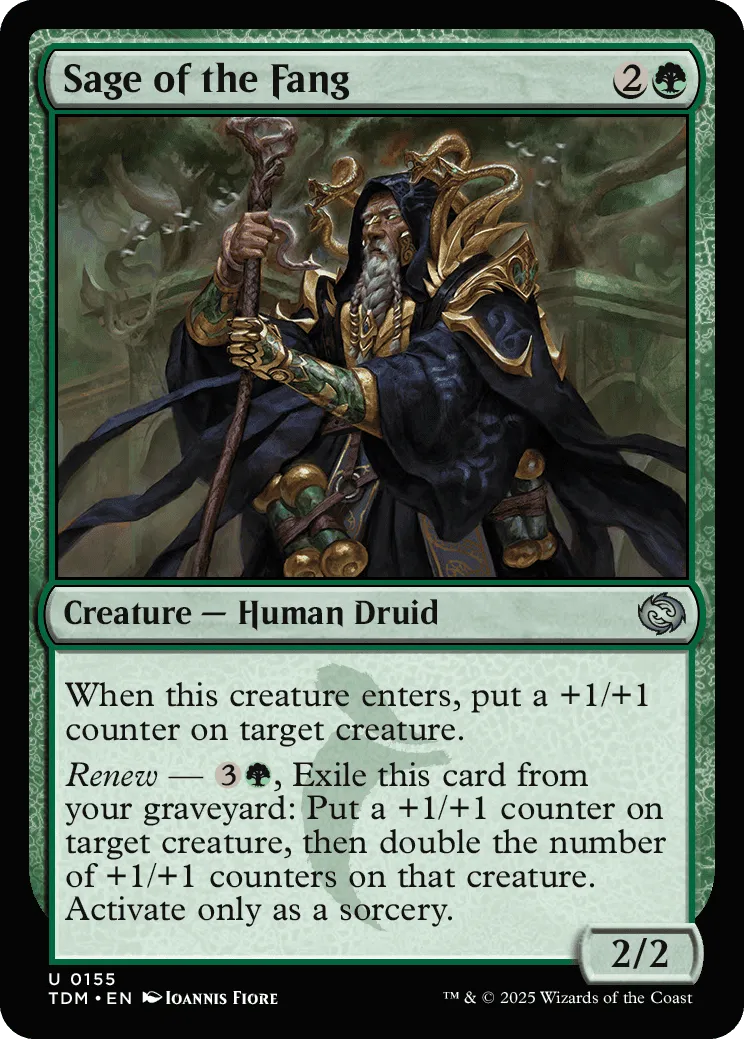 Sage of the Fang 2
Creature — Human Druid
When this creature enters, put a +1/+1
counter on target creature.
Renew — 3, Exile this card from
your graveyard: Put a +1/+1 counter on
target creature, then double the number
of +1/+1 counters on that creature.
Activate only as a sorcery.
2/2
U 0155
TDM • EN Ioannis Fiore
™ & © 2025 Wizards of the Coast